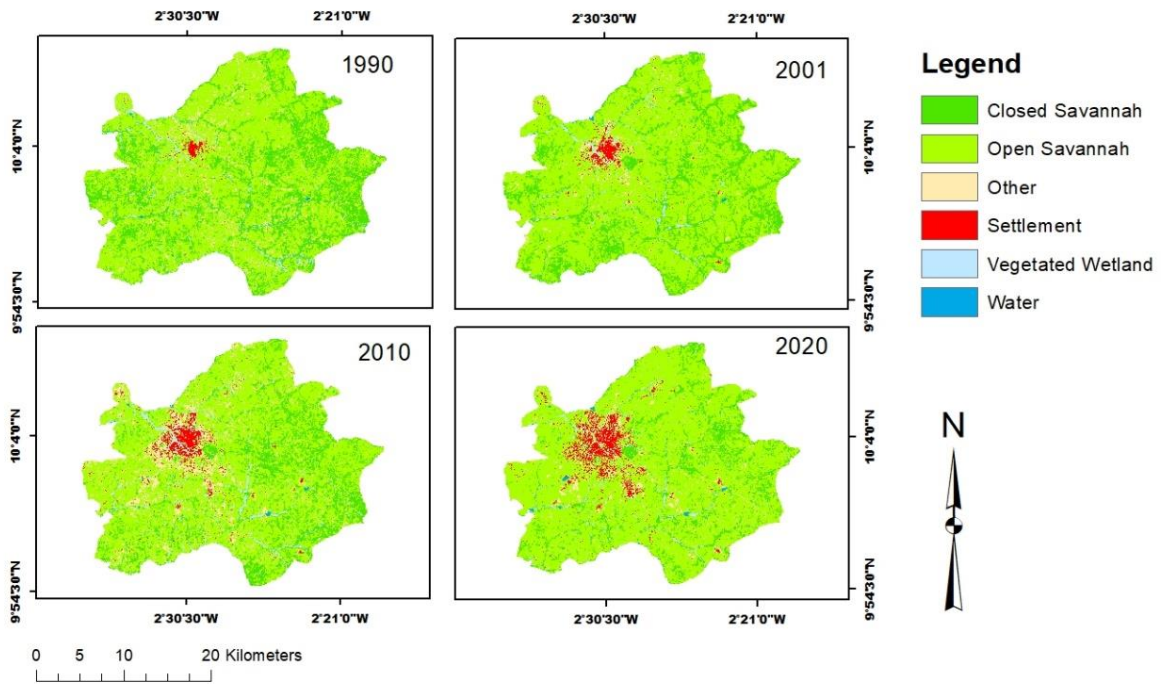 2°30'30"W 2°21'0"W 2°30'30"W 2°21'0"W
10°4'0"N
9°54'30"N
1990
2001
10°4'0"N
9°54'30"N
Legend
Closed Savannah
Open Savannah
Other
Settlement
Vegetated Wetland
Water
10°4'0"N
9°54'30"N
2010
2020
10°4'0"N
9°54'30"N
N
2°30'30"W 2°21'0"W 2°30'30"W 2°21'0"W
0 5 10 20 Kilometers